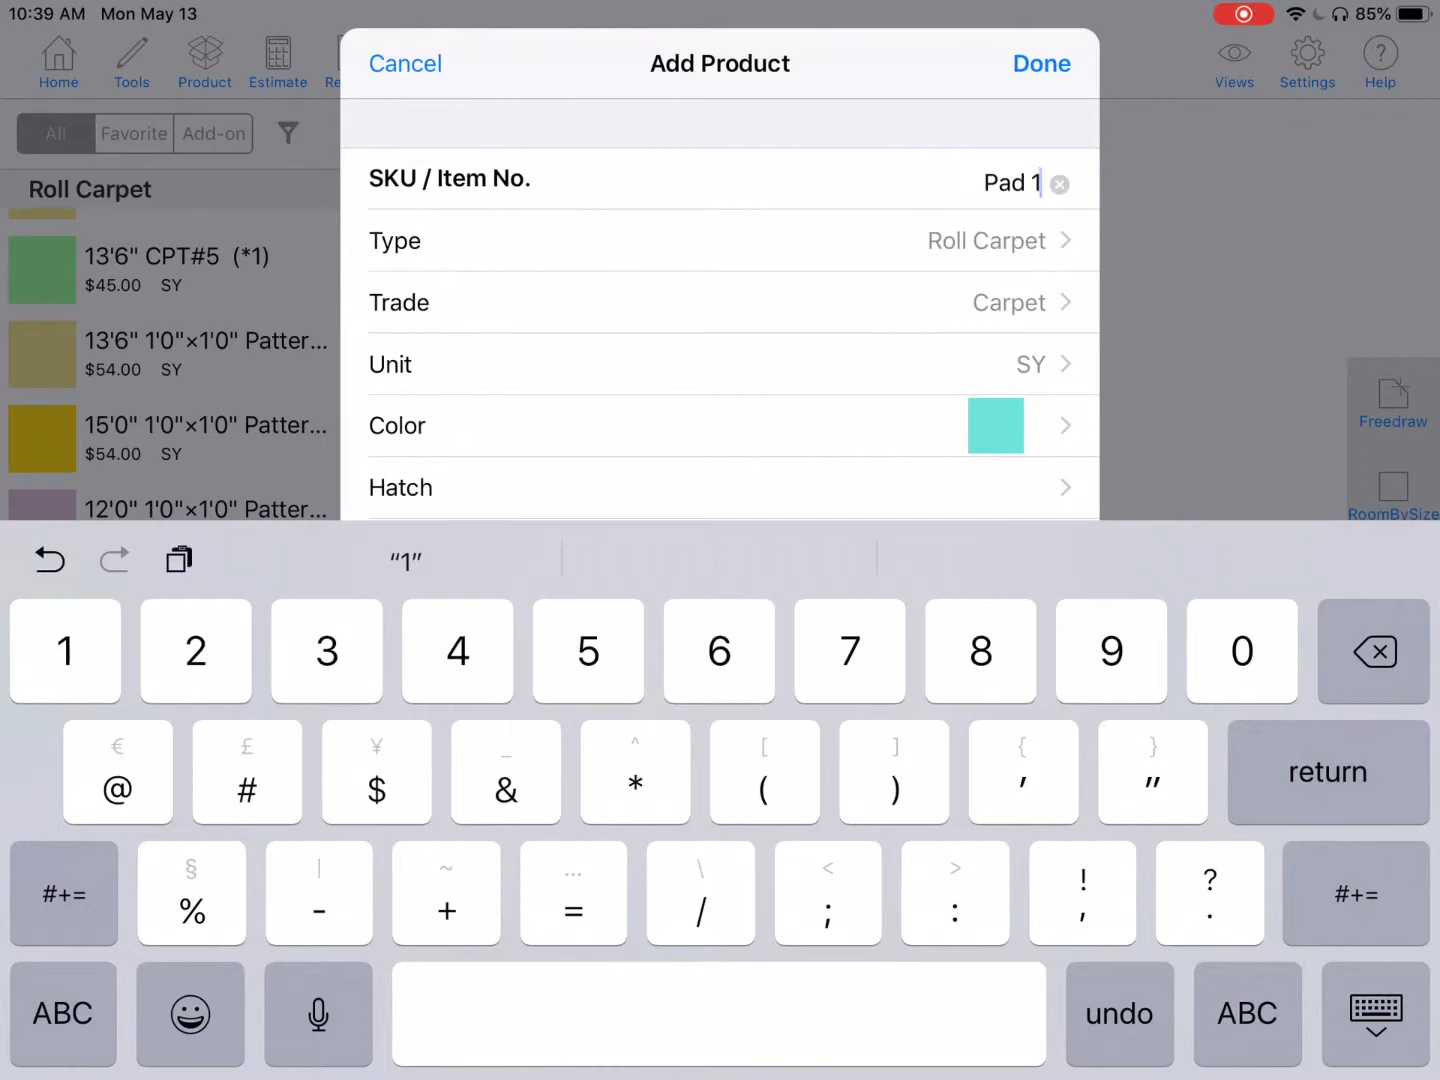 10:39 AM Mon May 13
85%
Home
Tools
Product
Estimate
Re
Views
Settings
Help
Cancel
Add Product
Done
All
Favorite
Add-on
Roll Carpet
13'6" CPT#5 (*1)
$45.00 SY
13'6" 1'0"×1'0" Patter...
$54.00 SY
15'0" 1'0"×1'0" Patter...
$54.00 SY
12'0" 1'0"×1'0" Patter...
SKU / Item No. Pad 1
Type Roll Carpet
Trade Carpet
Unit SY
Color
Hatch
Freedraw
RoomBySize
“1”
1 2 3 4 5 6 7 8 9 0
€ £ ¥ _ ^ [ ] { }
@ # $ & * ( ) ' " return
§ | ~ … \ < > ! ?
#+= % - + = / ; : , . #+=
ABC undo ABC